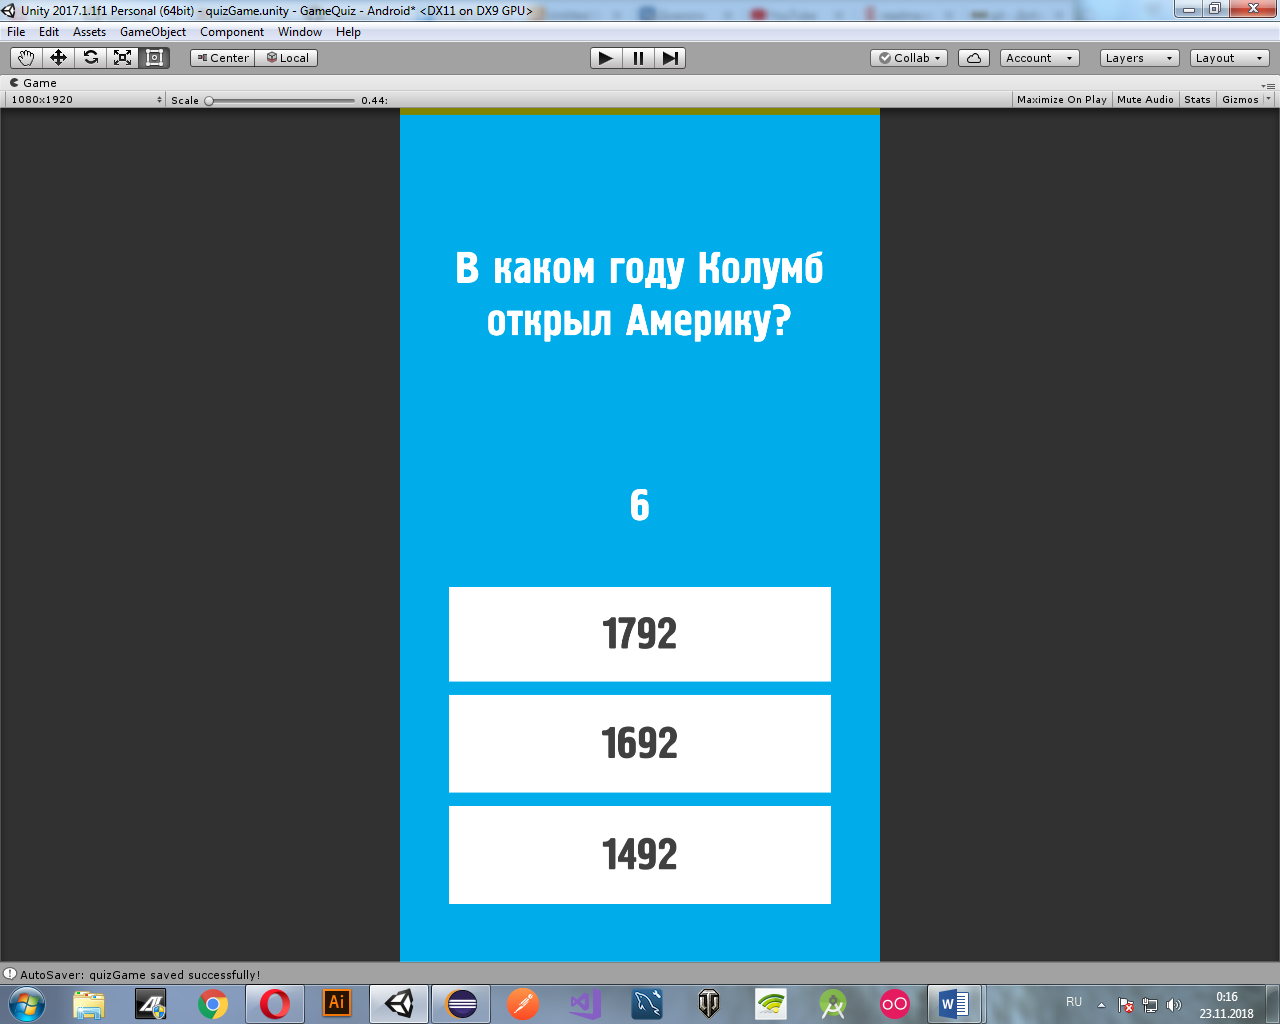 Unity 2017.1.1f1 Personal (64bit) - quizGame.unity - GameQuiz - Android* <DX11 on DX9 GPU>
File Edit Assets GameObject Component Window Help
Center Local Collab Account Layers Layout
Game
1080x1920 Scale 0.44: Maximize On Play Mute Audio Stats Gizmos
В каком году Колумб
открыл Америку?
6
1792
1692
1492
AutoSaver: quizGame saved successfully!
Ai
RU
0:16
23.11.2018